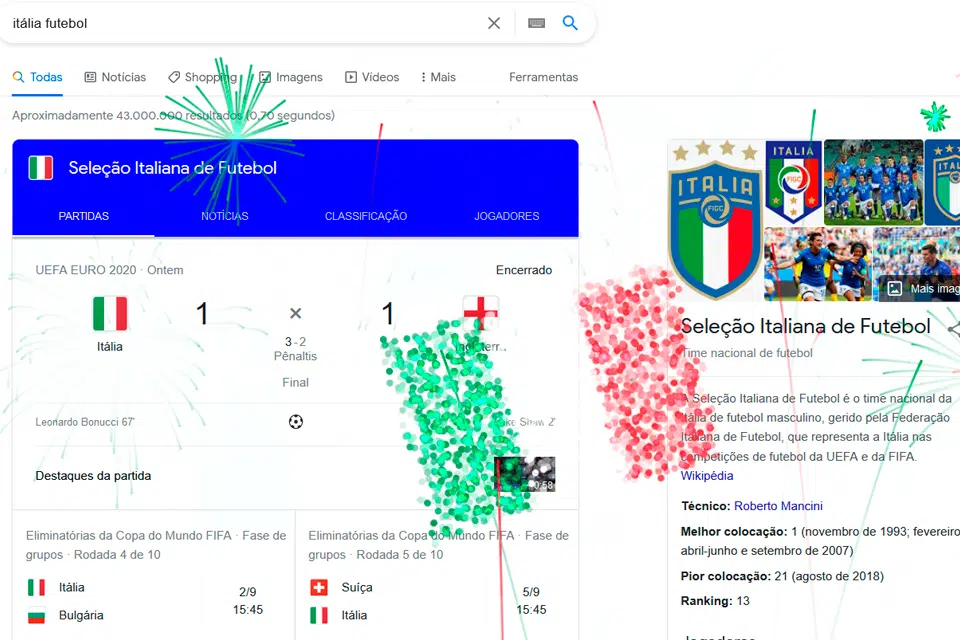 itália futebol
Todas Notícias Shopping Imagens Vídeos Mais Ferramentas
Aproximadamente 43.000.000 resultados (0,70 segundos)
Seleção Italiana de Futebol
PARTIDAS NOTÍCIAS CLASSIFICAÇÃO JOGADORES
UEFA EURO 2020 · Ontem Encerrado
1 × 1
Itália
3 - 2
Pênaltis
Final
Leonardo Bonucci 67' Shaw 2'
Destaques da partida
0:58
Eliminatórias da Copa do Mundo FIFA · Fase de
grupos · Rodada 4 de 10
Itália
2/9
15:45
Bulgária
Eliminatórias da Copa do Mundo FIFA · Fase de
grupos · Rodada 5 de 10
Suíça
5/9
15:45
Itália
ITALIA
FIGC
ITALIA
FIGC
Mais imag
Seleção Italiana de Futebol
Time nacional de futebol
A Seleção Italiana de Futebol é o time nacional da
Itália de futebol masculino, gerido pela Federação
Italiana de Futebol, que representa a Itália nas
competições de futebol da UEFA e da FIFA.
Wikipédia
Técnico: Roberto Mancini
Melhor colocação: 1 (novembro de 1993; fevereiro
abril-junho e setembro de 2007)
Pior colocação: 21 (agosto de 2018)
Ranking: 13